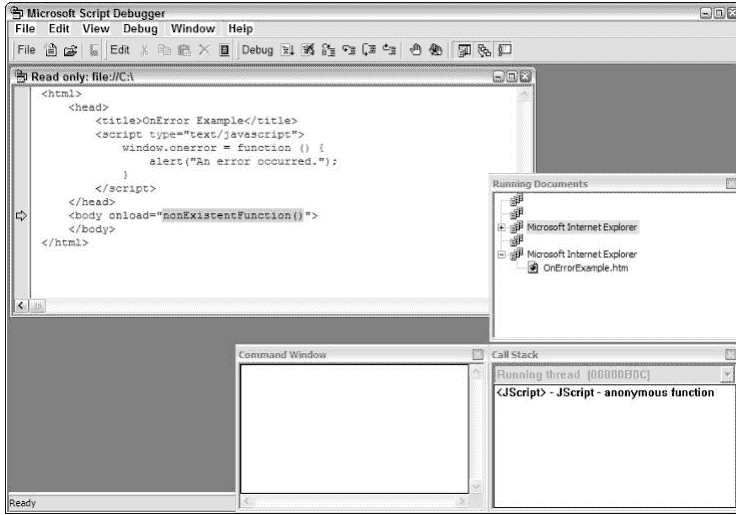 Microsoft Script Debugger
File Edit View Debug Window Help
File Edit Debug
Read only: file://C:\
<html>
<head>
<title>OnError Example</title>
<script type="text/javascript">
window.onerror = function () {
alert("An error occurred.");
}
</script>
</head>
<body onload="nonExistentFunction()">
</body>
</html>
Running Documents
Microsoft Internet Explorer
Microsoft Internet Explorer
OnErrorExample.htm
Command Window
Call Stack
Running thread [00000B0C]
<JScript> - JScript - anonymous function
Ready